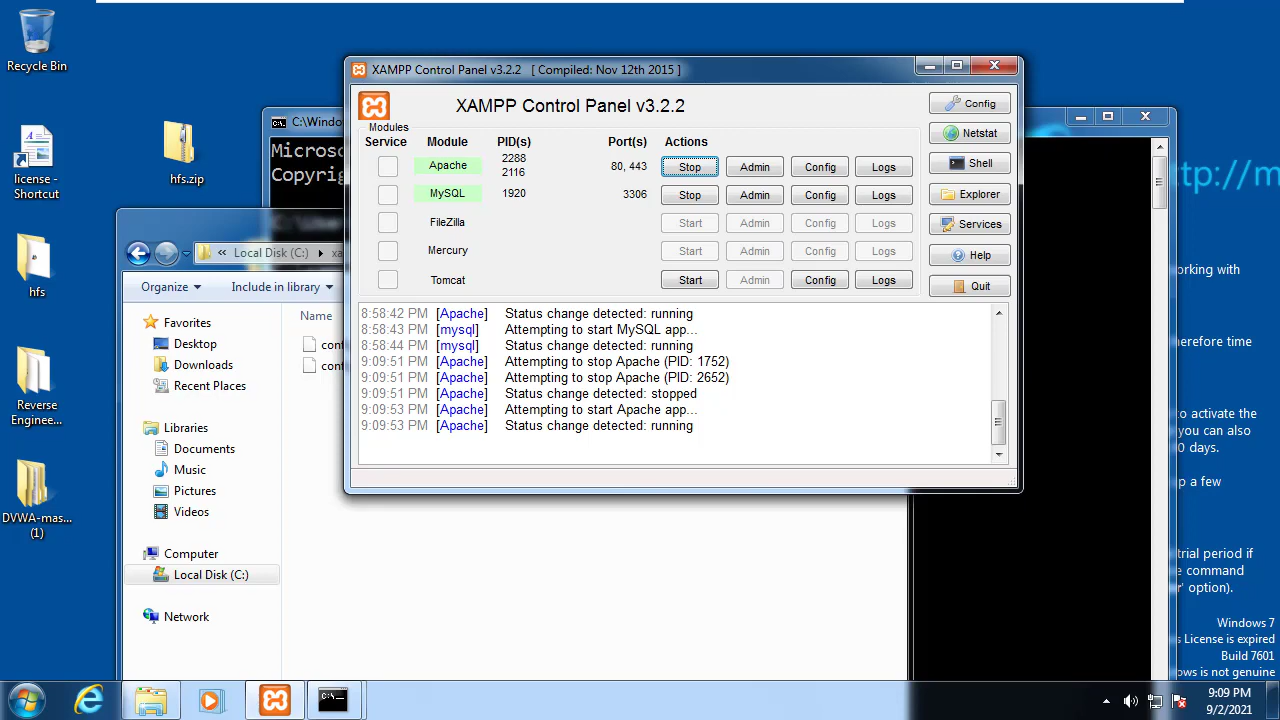 Recycle Bin
license -
Shortcut
hfs.zip
hfs
Reverse
Enginee...
DVWA-mas...
(1)
C:\Windo
Micros
Copyri
Local Disk (C:)
Organize
Include in library
Favorites
Desktop
Downloads
Recent Places
Libraries
Documents
Music
Pictures
Videos
Computer
Local Disk (C:)
Network
Name
con
XAMPP Control Panel v3.2.2 [ Compiled: Nov 12th 2015 ]
XAMPP Control Panel v3.2.2
Modules
Service Module PID(s) Port(s) Actions
Apache 2288 2116 80, 443 Stop Admin Config Logs
MySQL 1920 3306 Stop Admin Config Logs
FileZilla Start Admin Config Logs
Mercury Start Admin Config Logs
Tomcat Start Admin Config Logs
Config
Netstat
Shell
Explorer
Services
Help
Quit
8:58:42 PM [Apache] Status change detected: running
8:58:43 PM [mysql] Attempting to start MySQL app...
8:58:44 PM [mysql] Status change detected: running
9:09:51 PM [Apache] Attempting to stop Apache (PID: 1752)
9:09:51 PM [Apache] Attempting to stop Apache (PID: 2652)
9:09:51 PM [Apache] Status change detected: stopped
9:09:53 PM [Apache] Attempting to start Apache app...
9:09:53 PM [Apache] Status change detected: running
tp://m
orking with
herefore time
to activate the
you can also
0 days.
p a few
trial period if
e command
r' option).
Windows 7
s License is expired
Build 7601
ows is not genuine
C:\
9:09 PM
9/2/2021